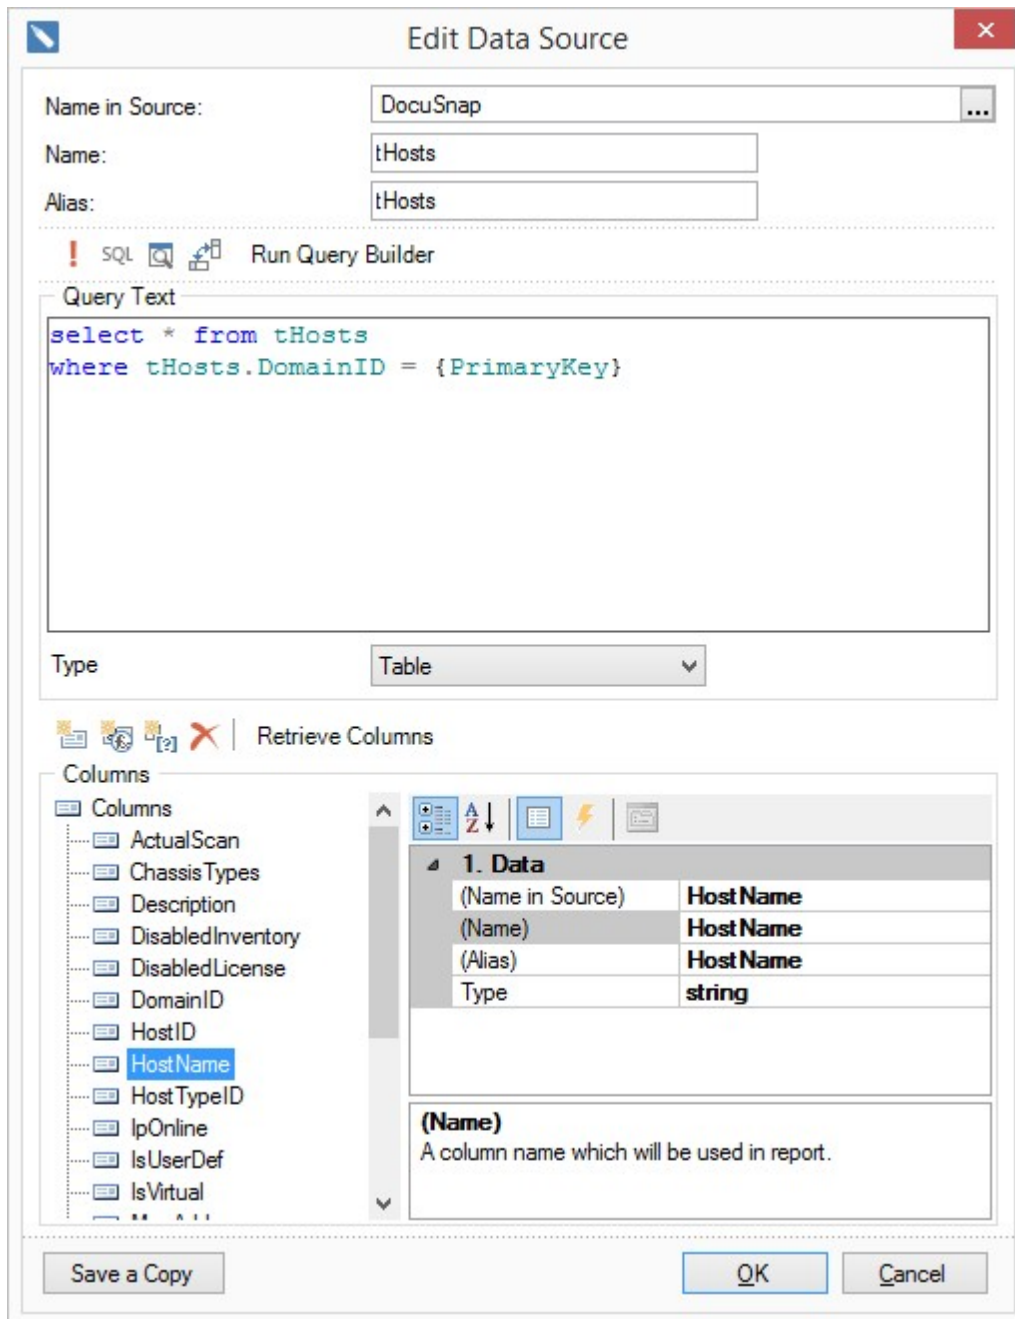 Edit Data Source
Name in Source: DocuSnap ...
Name: tHosts
Alias: tHosts
! SQL Run Query Builder
Query Text
select * from tHosts
where tHosts.DomainID = {PrimaryKey}
Type Table
Retrieve Columns
Columns
Columns
ActualScan
ChassisTypes
Description
DisabledInventory
DisabledLicense
DomainID
HostID
HostName
HostTypeID
IpOnline
IsUserDef
IsVirtual
1. Data
(Name in Source) HostName
(Name) HostName
(Alias) HostName
Type string
(Name)
A column name which will be used in report.
Save a Copy OK Cancel